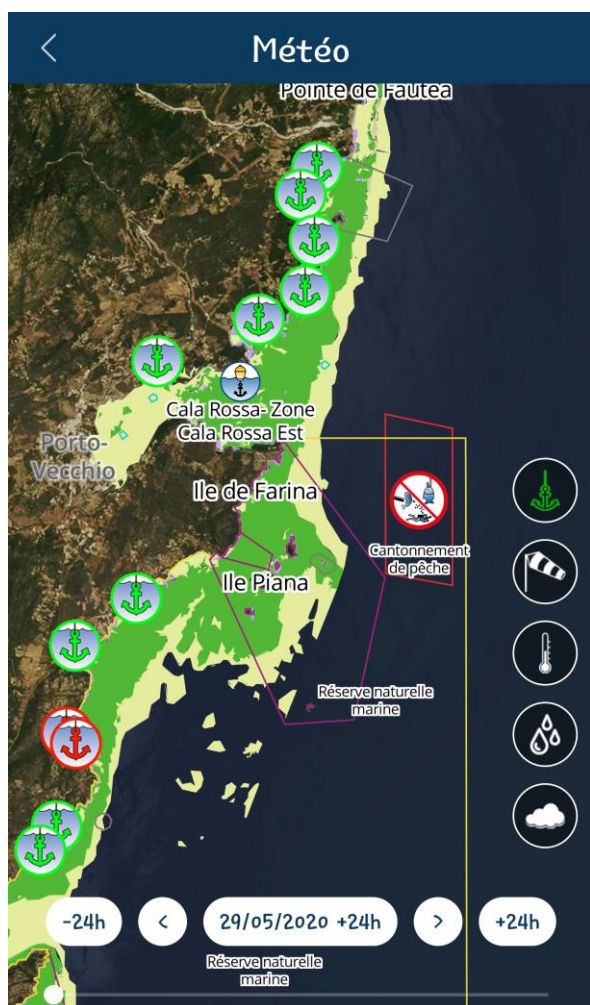 Météo
Pointe de Fautea
Cala Rossa- Zone
Cala Rossa Est
Porto-
Vecchio
Ile de Farina
Cantonnement
de pêche
Ile Piana
Réserve naturelle
marine
-24h
<
29/05/2020 +24h
>
+24h
Réserve naturelle
marine